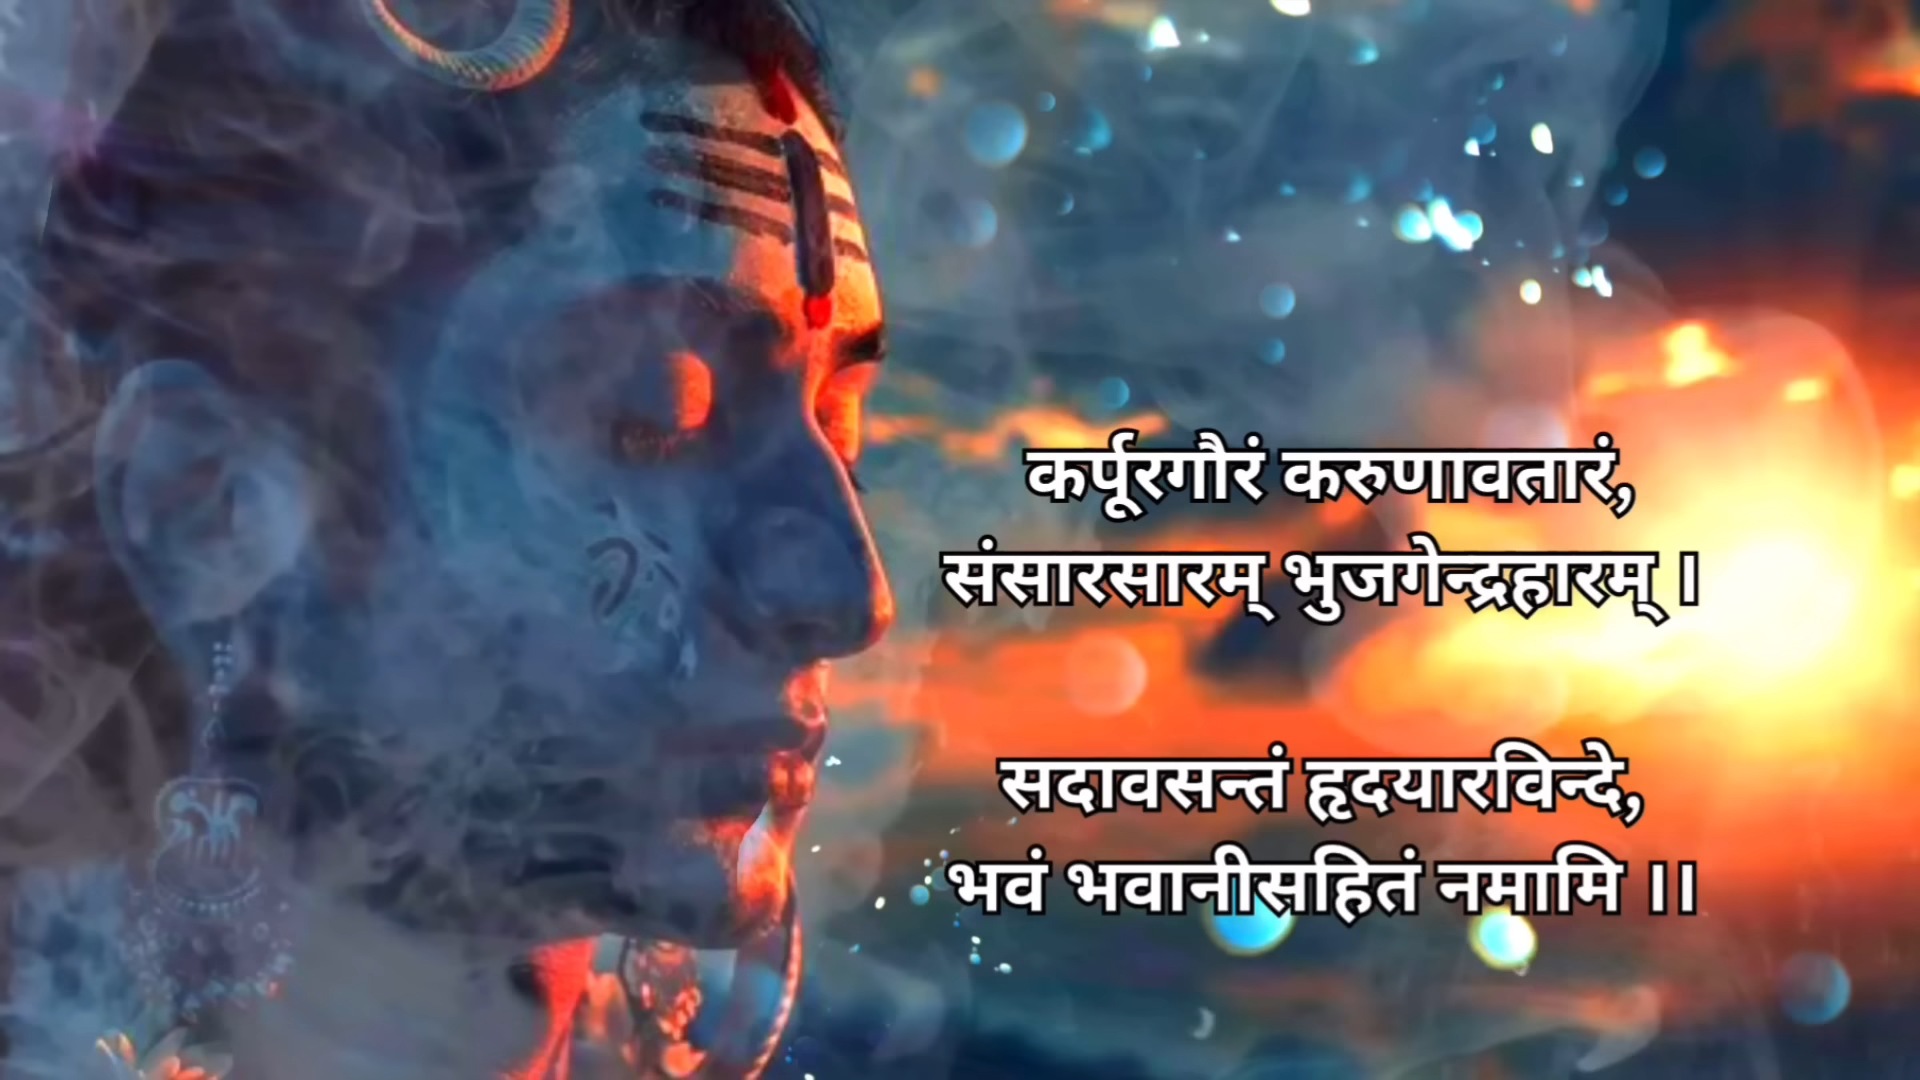 कर्पूरगौरं करुणावतारं,
संसारसारम् भुजगेन्द्रहारम् ।
सदावसन्तं हृदयारविन्दे,
भवं भवानीसहितं नमामि ।।